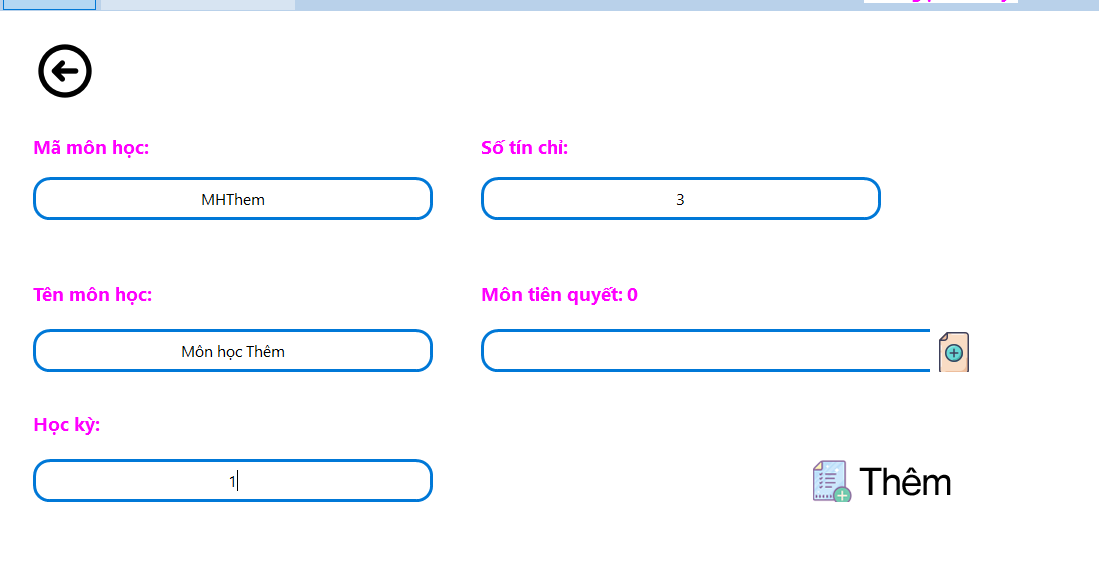 Mã môn học:
Số tín chỉ:
MHThem
3
Tên môn học:
Môn tiên quyết: 0
Môn học Thêm
Học kỳ:
1
Thêm